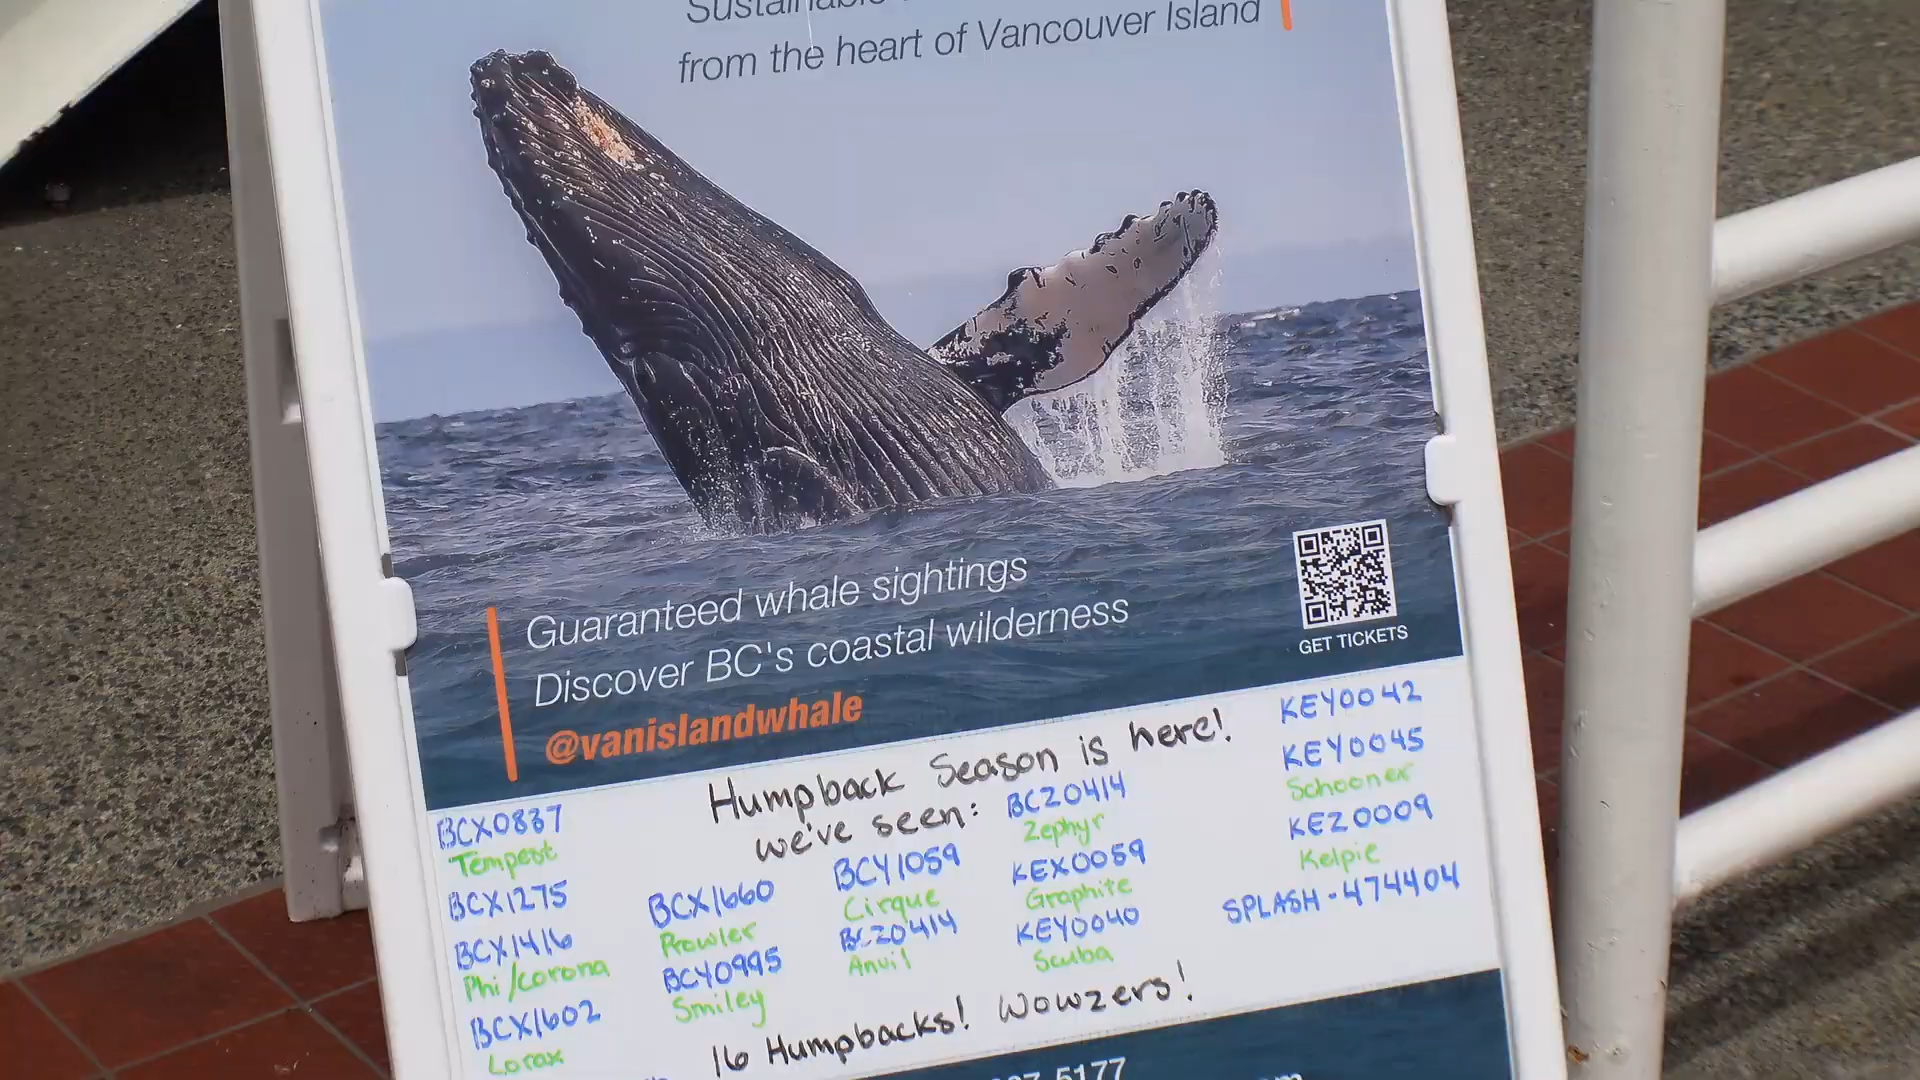 Sustainable
from the heart of Vancouver Island
Guaranteed whale sightings
Discover BC's coastal wilderness
@vanislandwhale
GET TICKETS
Humpback Season is here!
we've seen:
BCX0837
Tempest
BCX1275
BCX1416
Phi/Corona
BCX1602
Lorax
BCX1660
Prowler
BCY0995
Smiley
BCY1059
Cirque
BCZ0414
Anvil
BCZ0414
Zephyr
KEX0059
Graphite
KEY0040
Scuba
KEY0042
KEY0045
Schooner
KEZ0009
Kelpie
SPLASH-474404
16 Humpbacks! Wowzers!
5177